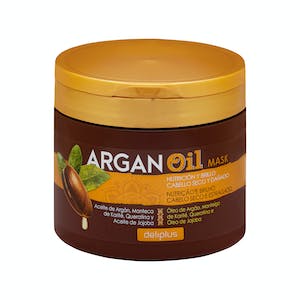 ARGAN Oil MASK
NUTRICIÓN Y BRILLO
CABELLO SECO Y DAÑADO
NUTRIÇÃO E BRILHO
CABELO SECO E ESTRAGADO
Aceite de Argán, Manteca
de Karité, Queratina y
Aceite de Jojoba
Óleo de Argão, Manteiga
de Karité, Queratina e
Óleo de Jojoba
deliplus